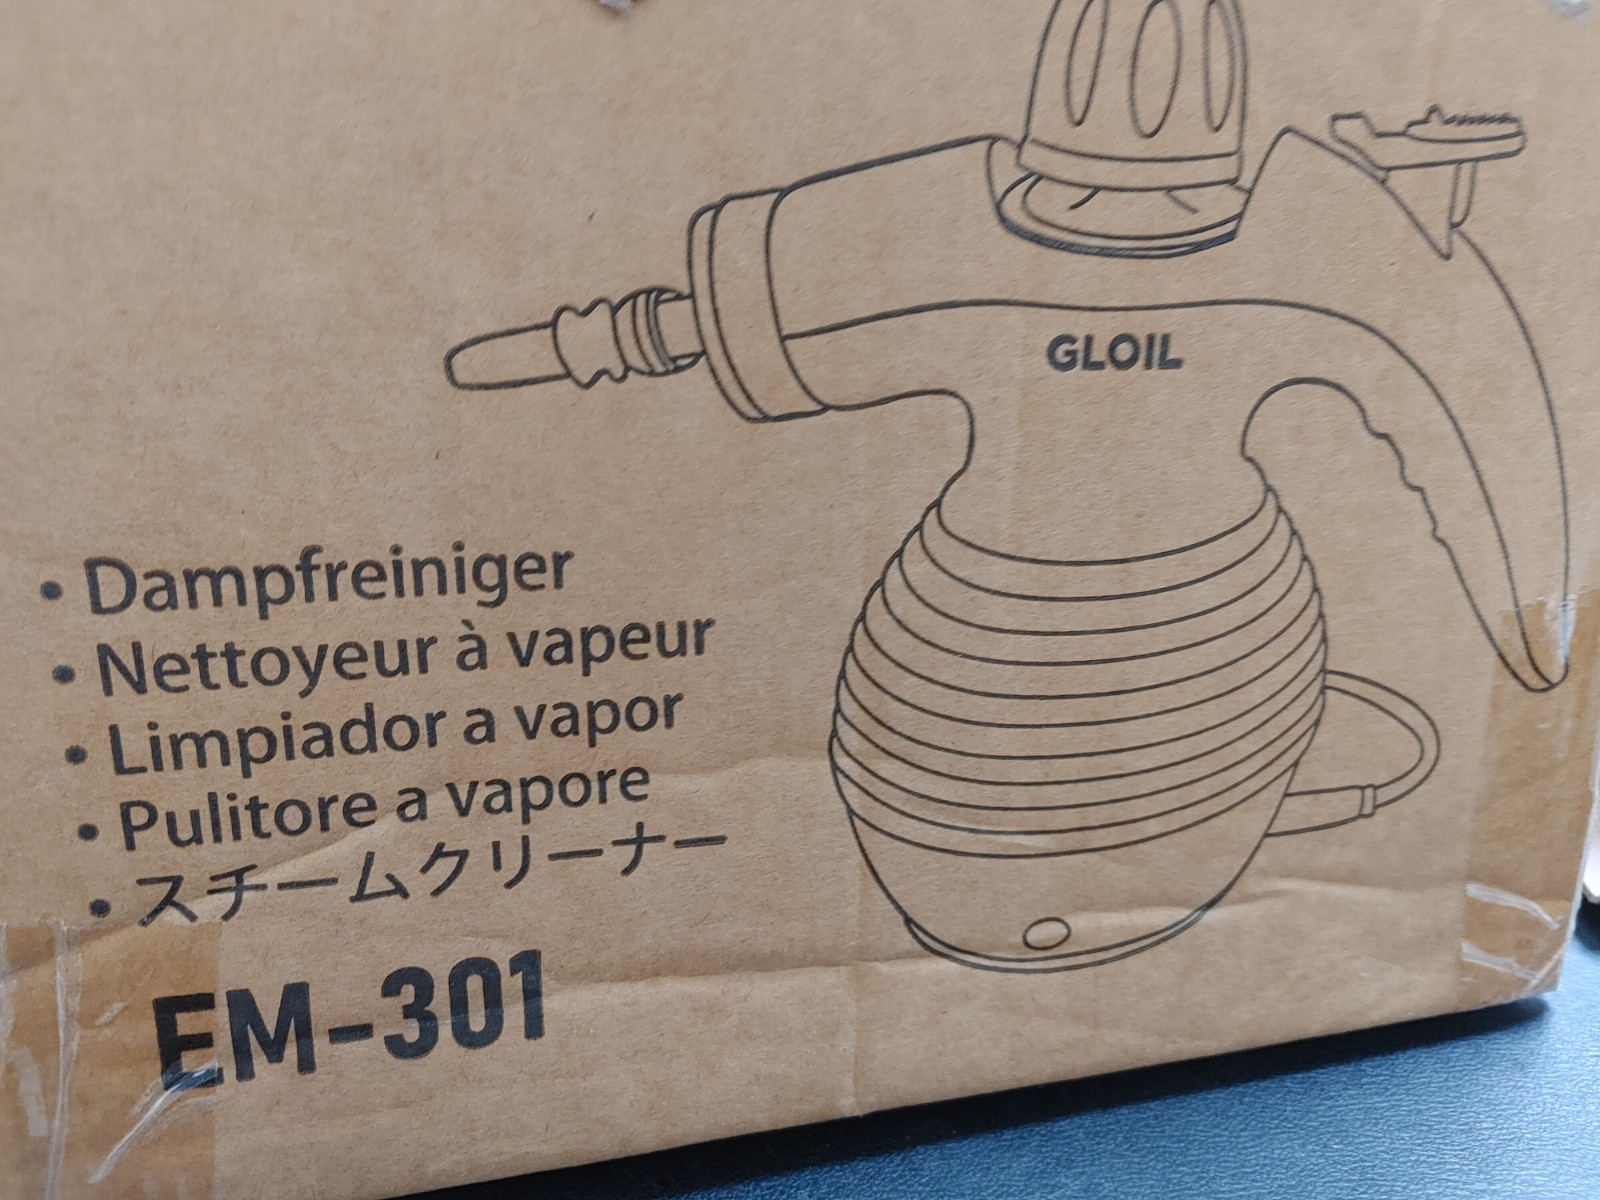 GLOIL
• Dampfreiniger
• Nettoyeur à vapeur
• Limpiador a vapor
• Pulitore a vapore
• スチームクリーナー
EM-301